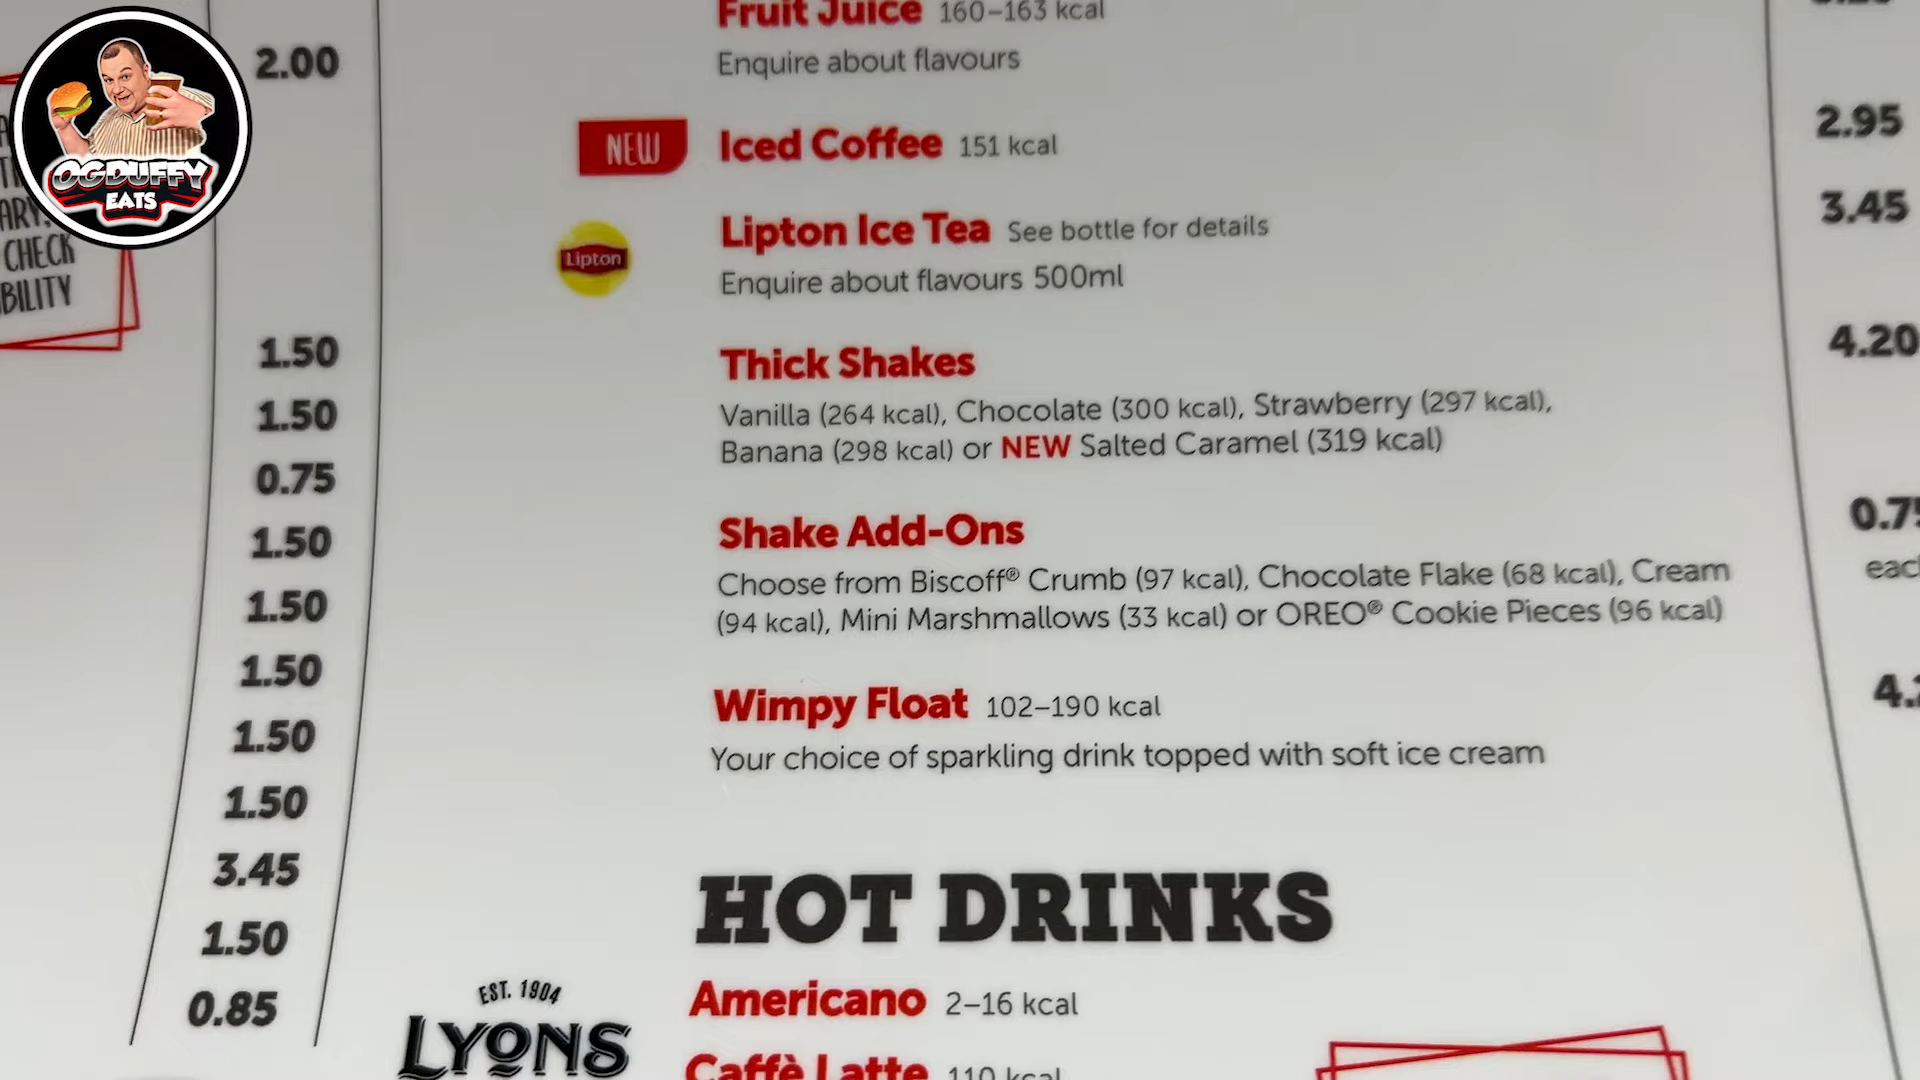 OGDUFFY
EATS
CHECK
2.00
1.50
1.50
0.75
1.50
1.50
1.50
1.50
1.50
3.45
1.50
0.85
Fruit Juice 160–163 kcal
Enquire about flavours
NEW Iced Coffee 151 kcal
2.95
Lipton
Lipton Ice Tea See bottle for details
3.45
Enquire about flavours 500ml
Thick Shakes
4.20
Vanilla (264 kcal), Chocolate (300 kcal), Strawberry (297 kcal),
Banana (298 kcal) or NEW Salted Caramel (319 kcal)
Shake Add-Ons
Choose from Biscoff® Crumb (97 kcal), Chocolate Flake (68 kcal), Cream
(94 kcal), Mini Marshmallows (33 kcal) or OREO® Cookie Pieces (96 kcal)
Wimpy Float 102–190 kcal
Your choice of sparkling drink topped with soft ice cream
HOT DRINKS
EST. 1904
LYONS
Americano 2–16 kcal
Caffè Latte 110 kcal